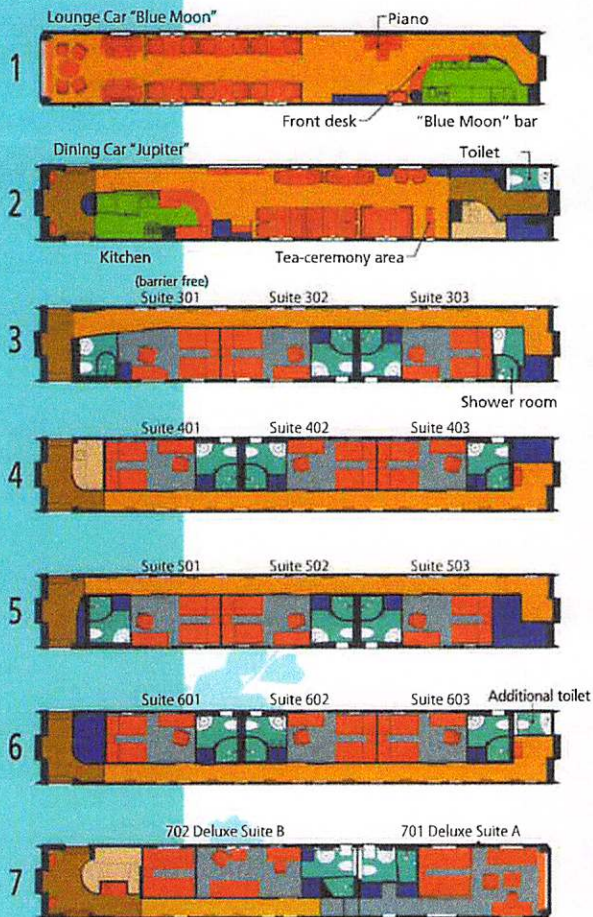 Lounge Car "Blue Moon"
Piano
1
Front desk
"Blue Moon" bar
Dining Car "Jupiter"
Toilet
2
Kitchen
Tea-ceremony area
(barrier free)
Suite 301 Suite 302 Suite 303
3
Shower room
Suite 401 Suite 402 Suite 403
4
Suite 501 Suite 502 Suite 503
5
Suite 601 Suite 602 Suite 603 Additional toilet
6
702 Deluxe Suite B 701 Deluxe Suite A
7